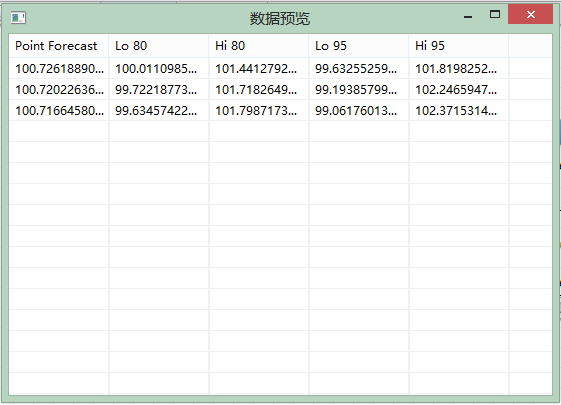 数据预览
Point Forecast Lo 80 Hi 80 Lo 95 Hi 95
100.72618890... 100.0110985... 101.4412792... 99.63255259... 101.8198252...
100.72022636... 99.72218773... 101.7182649... 99.19385799... 102.2465947...
100.71664580... 99.63457422... 101.7987173... 99.06176013... 102.3715314...